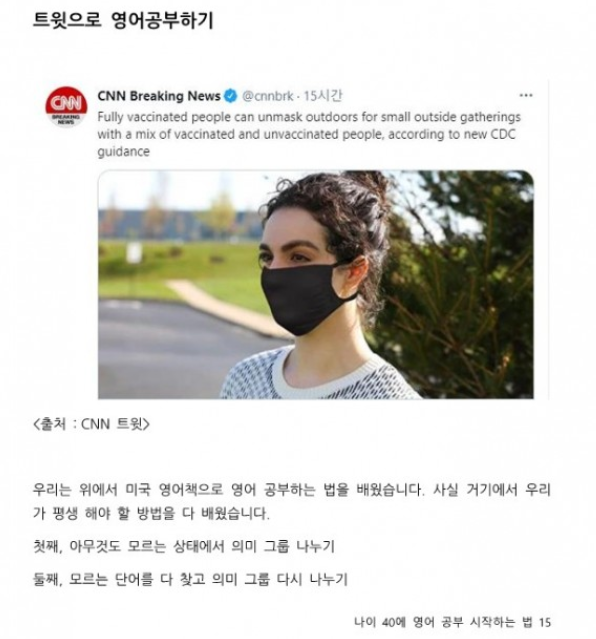 트윗으로 영어공부하기
CNN
BREAKING
NEWS
CNN Breaking News @cnnbrk · 15시간
Fully vaccinated people can unmask outdoors for small outside gatherings
with a mix of vaccinated and unvaccinated people, according to new CDC
guidance
<출처 : CNN 트윗>
우리는 위에서 미국 영어책으로 영어 공부하는 법을 배웠습니다. 사실 거기에서 우리
가 평생 해야 할 방법을 다 배웠습니다.
첫째, 아무것도 모르는 상태에서 의미 그룹 나누기
둘째, 모르는 단어를 다 찾고 의미 그룹 다시 나누기
나이 40에 영어 공부 시작하는 법 15